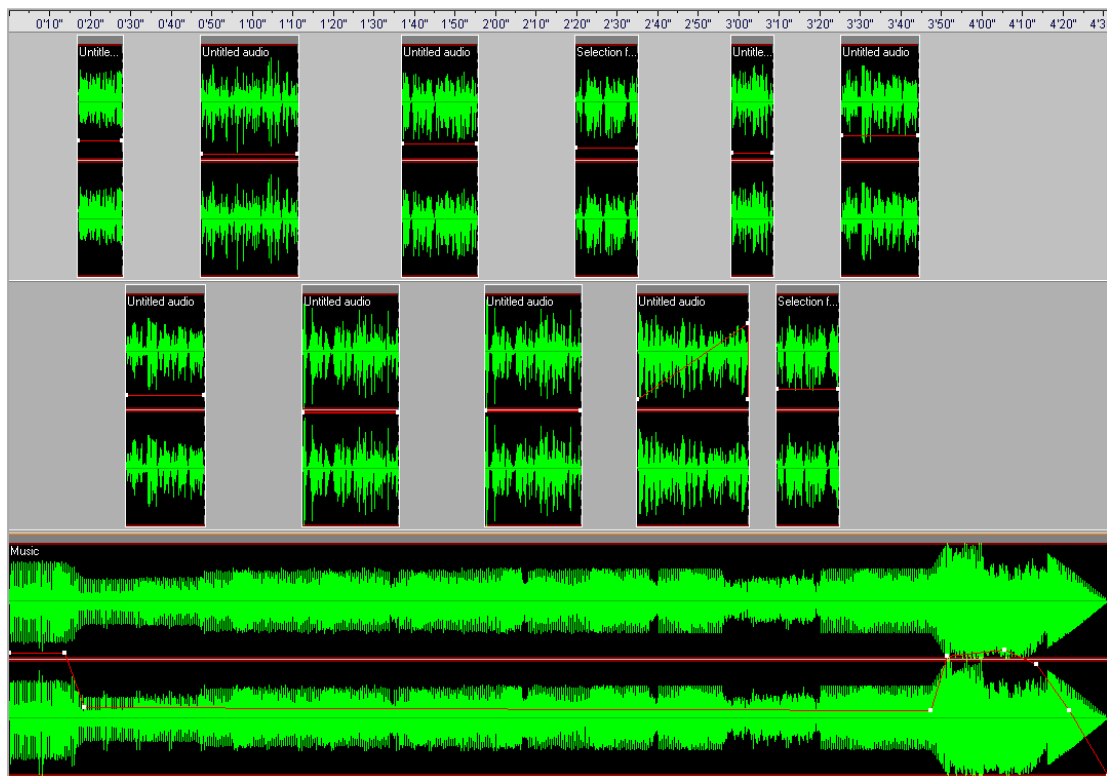 0'10" 0'20" 0'30" 0'40" 0'50" 1'00" 1'10" 1'20" 1'30" 1'40" 1'50" 2'00" 2'10" 2'20" 2'30" 2'40" 2'50" 3'00" 3'10" 3'20" 3'30" 3'40" 3'50" 4'00" 4'10" 4'20" 4'3
Untitle... Untitled audio Untitled audio Selection f... Untitle... Untitled audio
Untitled audio Untitled audio Untitled audio Untitled audio Selection f...
Music